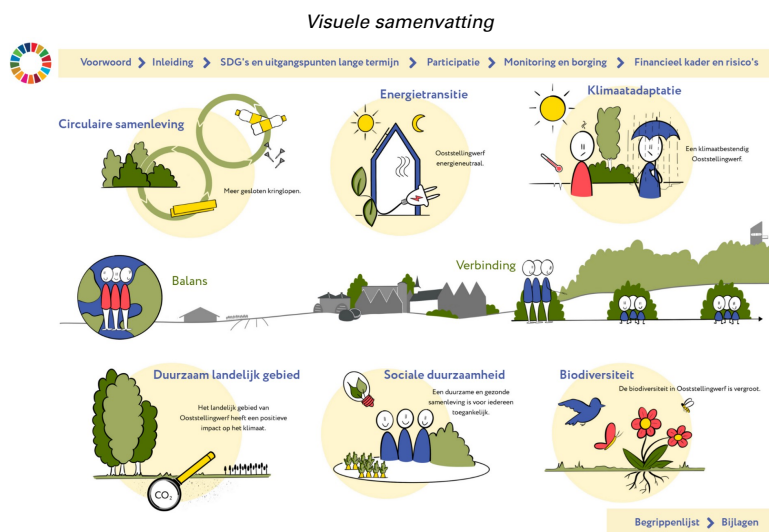 Visuele samenvatting
Voorwoord > Inleiding > SDG's en uitgangspunten lange termijn > Participatie > Monitoring en borging > Financieel kader en risico's
Circulaire samenleving
Meer gesloten kringlopen.
Energietransitie
Ooststellingwerf
energieneutraal.
Klimaatadaptatie
Een klimaatbestendig
Ooststellingwerf.
Balans
Verbinding
Duurzaam landelijk gebied
Het landelijk gebied van
Ooststellingwerf heeft een positieve
impact op het klimaat.
CO₂
Sociale duurzaamheid
Een duurzame en gezonde
samenleving is voor iedereen
toegankelijk.
Biodiversiteit
De biodiversiteit in Ooststellingwerf is vergroot.
Begrippenlijst > Bijlagen